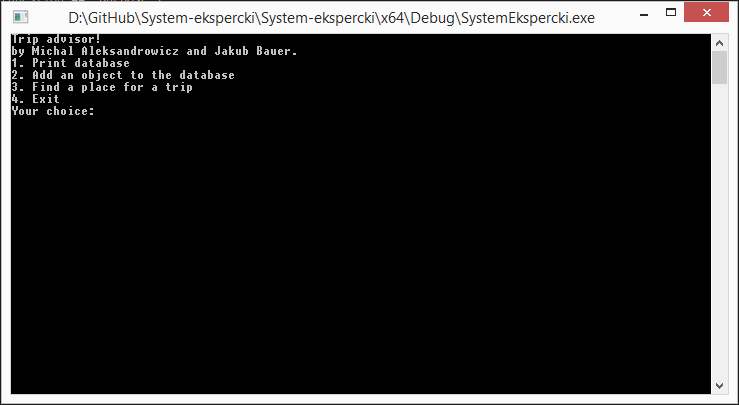 D:\GitHub\System-ekspercki\System-ekspercki\x64\Debug\SystemEkspercki.exe
Trip advisor!
by Michal Aleksandrowicz and Jakub Bauer.
1. Print database
2. Add an object to the database
3. Find a place for a trip
4. Exit
Your choice: